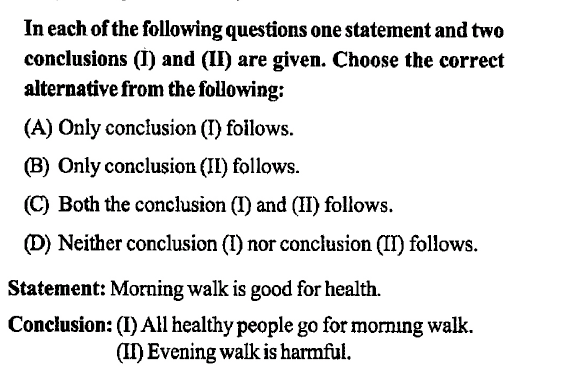 In each of the following questions one statement and two
conclusions (I) and (II) are given. Choose the correct
alternative from the following:
(A) Only conclusion (I) follows.
(B) Only conclusion (II) follows.
(C) Both the conclusion (I) and (II) follows.
(D) Neither conclusion (I) nor conclusion (II) follows.
Statement: Morning walk is good for health.
Conclusion: (I) All healthy people go for morning walk.
(II) Evening walk is harmful.